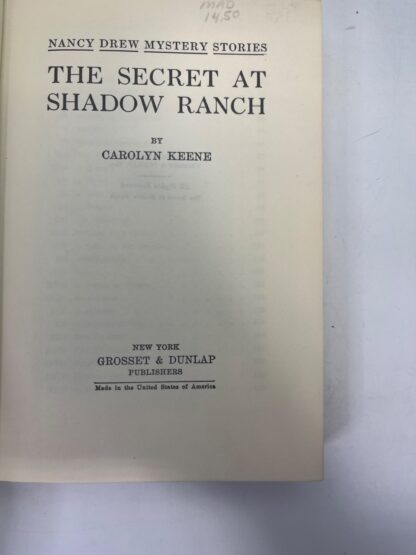 MAD
14.50
NANCY DREW MYSTERY STORIES
THE SECRET AT
SHADOW RANCH
BY
CAROLYN KEENE
NEW YORK
GROSSET & DUNLAP
PUBLISHERS
Made in the United States of America